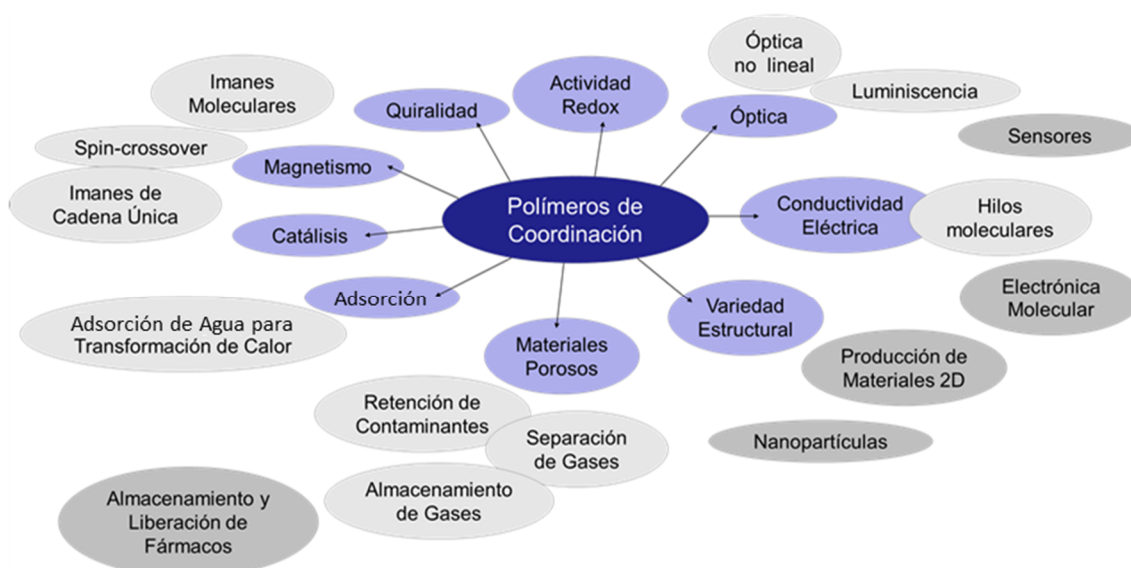 Óptica
no lineal
Imanes
Moleculares
Actividad
Redox
Luminiscencia
Quiralidad
Óptica
Sensores
Spin-crossover
Magnetismo
Imanes de
Cadena Única
Polímeros de
Coordinación
Conductividad
Eléctrica
Hilos
moleculares
Catálisis
Adsorción
Variedad
Estructural
Electrónica
Molecular
Adsorción de Agua para
Transformación de Calor
Materiales
Porosos
Producción de
Materiales 2D
Retención de
Contaminantes
Separación
de Gases
Nanopartículas
Almacenamiento
de Gases
Almacenamiento y
Liberación de
Fármacos